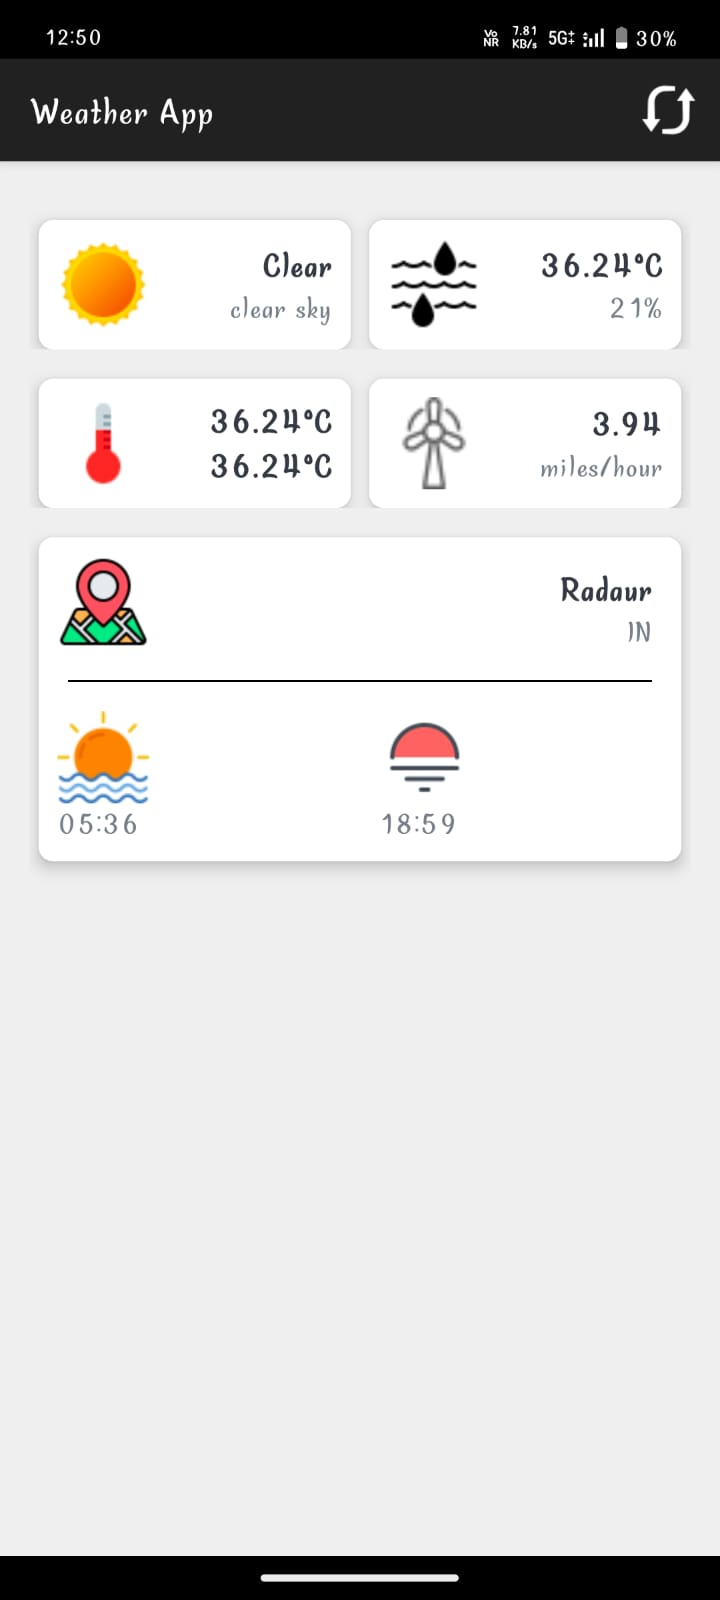 12:50
Vo NR 7.81 KB/s 5G‡ 30%
Weather App
Clear
clear sky
36.24°C
21%
36.24°C
36.24°C
3.94
miles/hour
Radaur
IN
05:36
18:59